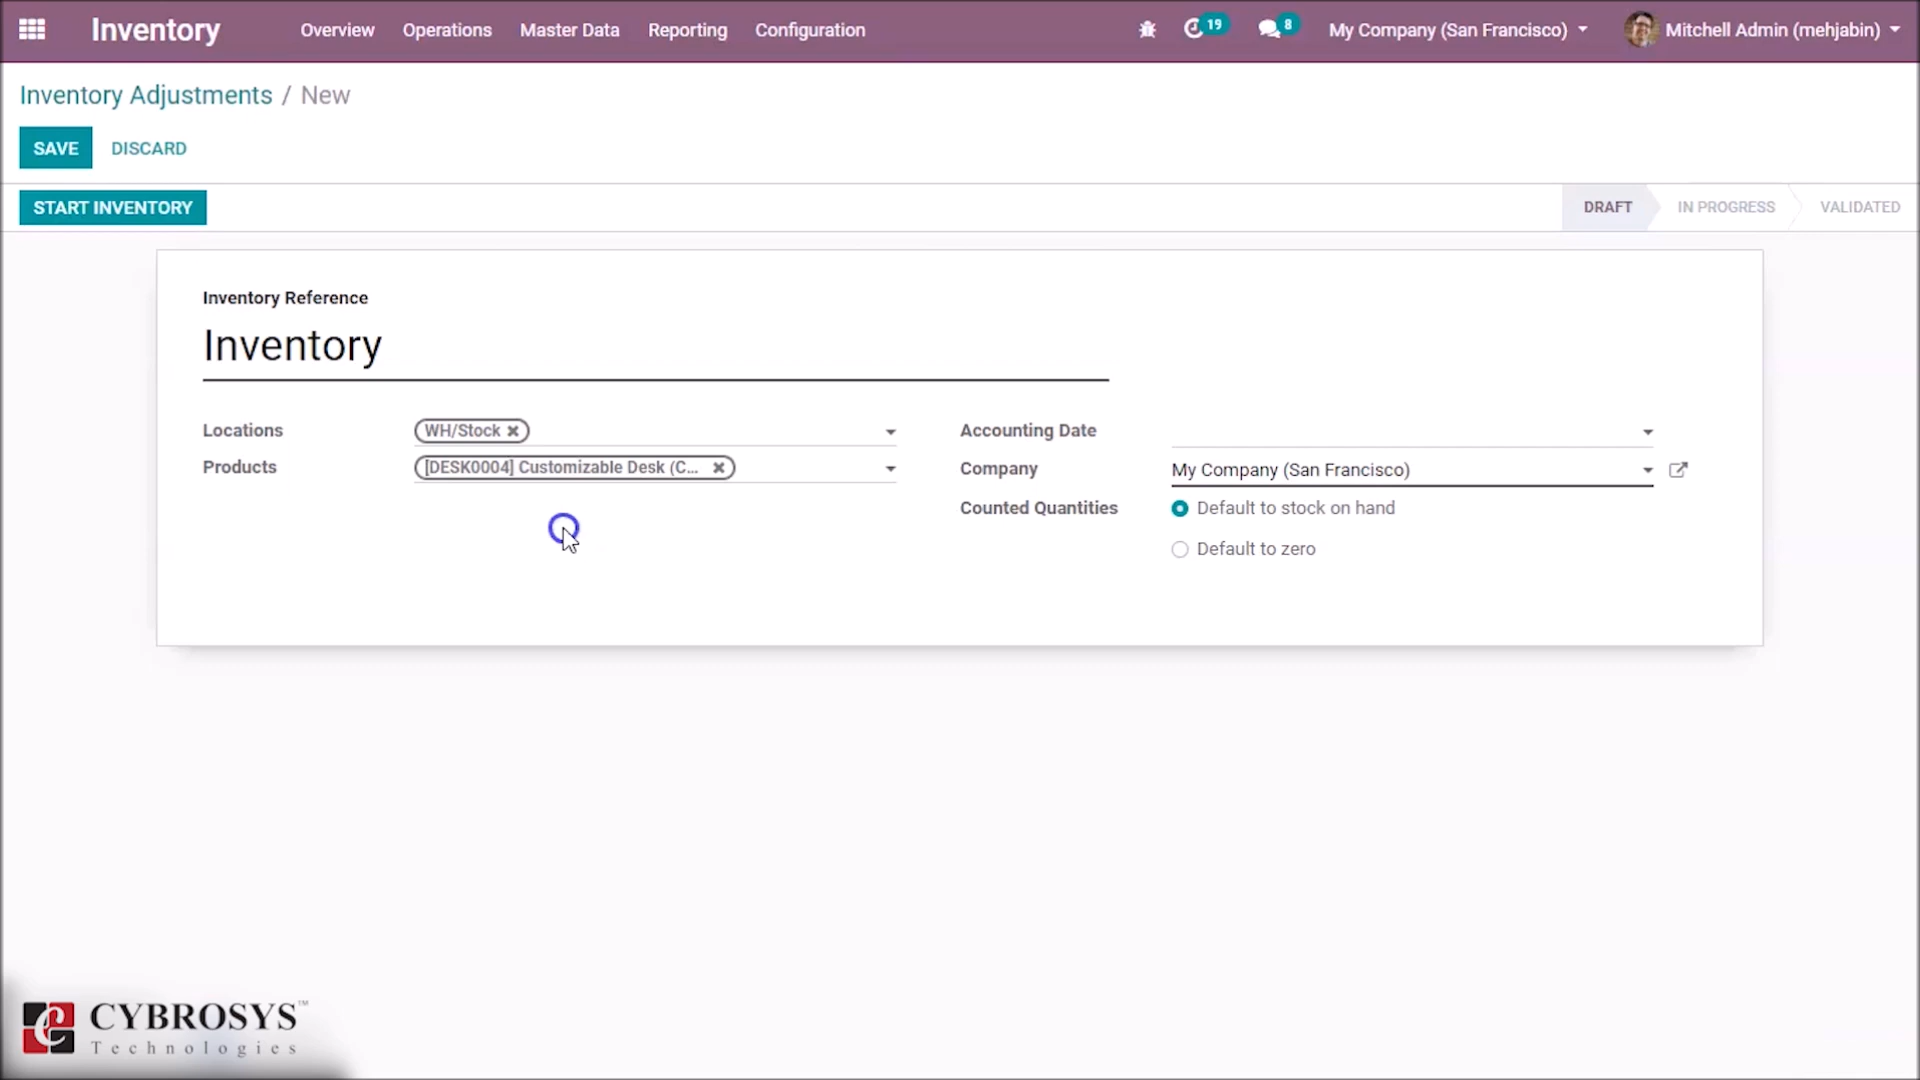 Inventory Overview Operations Master Data Reporting Configuration 19 8 My Company (San Francisco) Mitchell Admin (mehjabin)
Inventory Adjustments / New
SAVE DISCARD
START INVENTORY DRAFT IN PROGRESS VALIDATED
Inventory Reference
Inventory
Locations WH/Stock Accounting Date
Products [DESK0004] Customizable Desk (C... Company My Company (San Francisco)
Counted Quantities Default to stock on hand
Default to zero
CYBROSYS™
Technologies